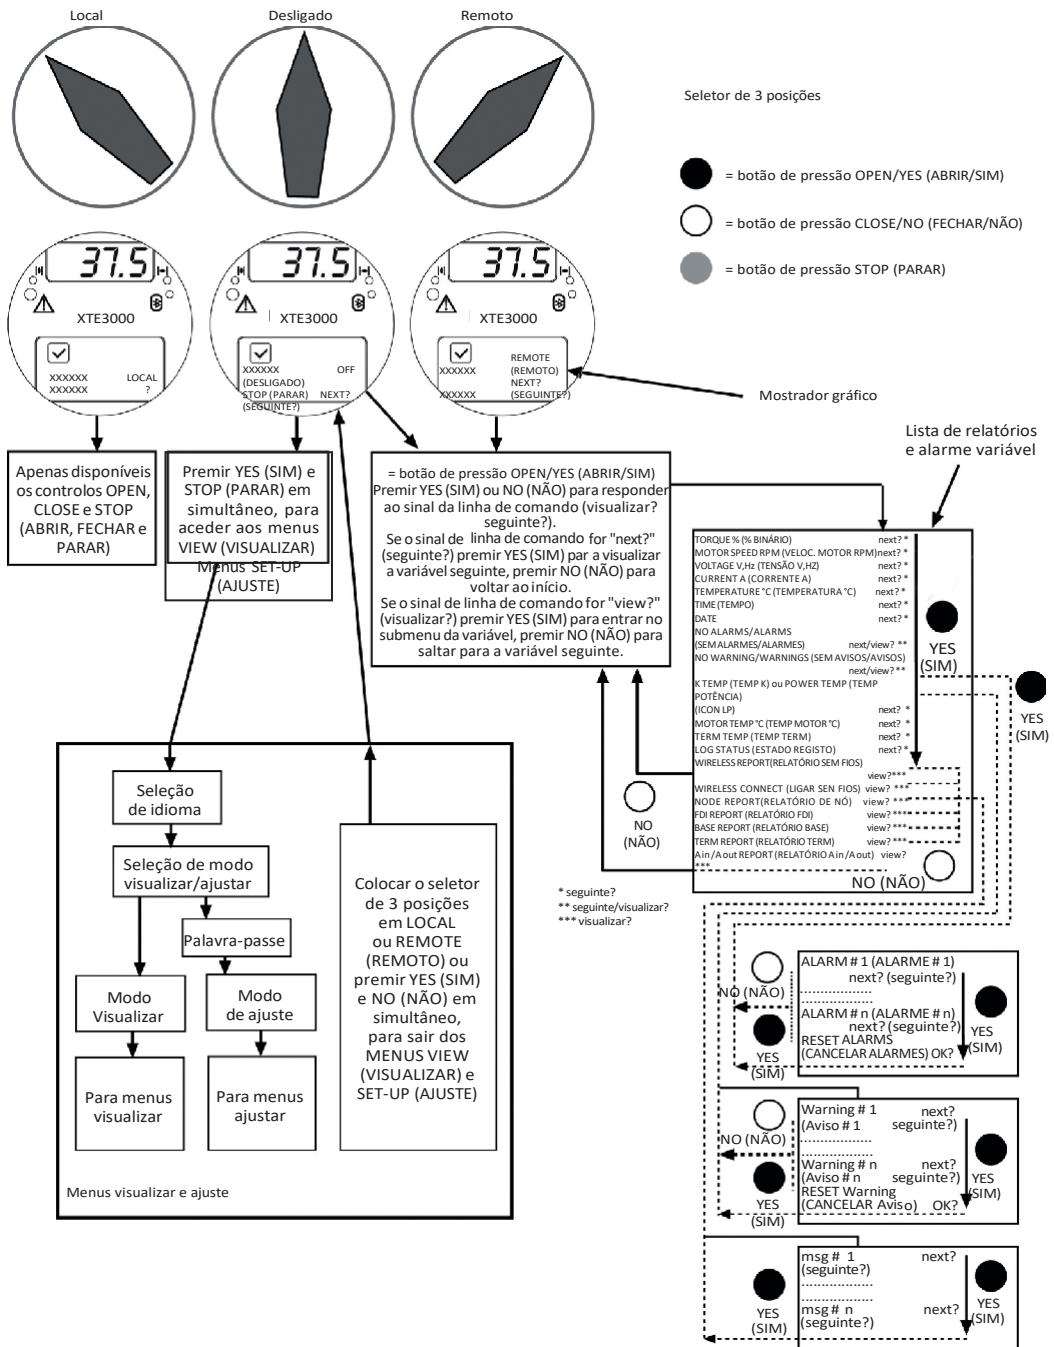 Local
Desligado
Remoto
Seletor de 3 posições
= botão de pressão OPEN/YES (ABRIR/SIM)
= botão de pressão CLOSE/NO (FECHAR/NÃO)
= botão de pressão STOP (PARAR)
37.5
XTE3000
XXXXXX LOCAL
XXXXXX ?
37.5
XTE3000
XXXXXX OFF
(DESLIGADO)
STOP (PARAR) NEXT?
(SEGUINTE?)
37.5
XTE3000
REMOTE
XXXXXX (REMOTO)
NEXT?
XXXXXX (SEGUINTE?)
Mostrador gráfico
Lista de relatórios
e alarme variável
Apenas disponíveis
os controlos OPEN,
CLOSE e STOP
(ABRIR, FECHAR e
PARAR)
Premir YES (SIM) e
STOP (PARAR) em
simultâneo, para
aceder aos menus
VIEW (VISUALIZAR)
Menus SET-UP
(AJUSTE)
= botão de pressão OPEN/YES (ABRIR/SIM)
Premir YES (SIM) ou NO (NÃO) para responder
ao sinal da linha de comando (visualizar?
seguinte?).
Se o sinal de linha de comando for "next?"
(seguinte?) premir YES (SIM) par a visualizar
a variável seguinte, premir NO (NÃO) para
voltar ao início.
Se o sinal de linha de comando for "view?"
(visualizar?) premir YES (SIM) para entrar no
submenu da variável, premir NO (NÃO) para
saltar para a variável seguinte.
TORQUE % (% BINÁRIO) next? *
MOTOR SPEED RPM (VELOC. MOTOR RPM) next? *
VOLTAGE V,Hz (TENSÃO V,HZ) next? *
CURRENT A (CORRENTE A) next? *
TEMPERATURE °C (TEMPERATURA °C) next? *
TIME (TEMPO) next? *
DATE next? *
NO ALARMS/ALARMS
(SEM ALARMES/ALARMES) next/view? **
NO WARNING/WARNINGS (SEM AVISOS/AVISOS)
next/view? **
K TEMP (TEMP K) ou POWER TEMP (TEMP
POTÊNCIA)
(ICON LP) next? *
MOTOR TEMP °C (TEMP MOTOR °C) next? *
TERM TEMP (TEMP TERM) next? *
LOG STATUS (ESTADO REGISTO) next? *
WIRELESS REPORT(RELATÓRIO SEM FIOS)
view?***
WIRELESS CONNECT (LIGAR SEN FIOS) view? ***
NODE REPORT(RELATÓRIO DE NÓ) view? ***
FDI REPORT (RELATÓRIO FDI) view? ***
BASE REPORT (RELATÓRIO BASE) view? ***
TERM REPORT (RELATÓRIO TERM) view? ***
Ain/Aout REPORT (RELATÓRIO Ain/Aout) view?
***
YES
(SIM)
NO (NÃO)
YES
(SIM)
NO
(NÃO)
* seguinte?
** seguinte/visualizar?
*** visualizar?
Seleção
de idioma
Seleção de modo
visualizar/ajustar
Palavra-passe
Modo
Visualizar
Modo
de ajuste
Para menus
visualizar
Para menus
ajustar
Colocar o seletor
de 3 posições
em LOCAL
ou REMOTE
(REMOTO) ou
premir YES (SIM)
e NO (NÃO) em
simultâneo,
para sair dos
MENUS VIEW
(VISUALIZAR) e
SET-UP (AJUSTE)
Menus visualizar e ajuste
NO (NÃO)
YES
(SIM)
ALARM # 1 (ALARME # 1)
next? (seguinte?)
...................
..................
ALARM # n (ALARME # n)
next? (seguinte?)
RESET ALARMS
(CANCELAR ALARMES) OK?
YES
(SIM)
NO (NÃO)
YES
(SIM)
Warning # 1 next?
(Aviso # 1 seguinte?)
...................
...................
Warning # n next?
(Aviso # n seguinte?)
RESET Warning
(CANCELAR Aviso) OK?
YES
(SIM)
YES
(SIM)
msg # 1 next?
(seguinte?)
...................
...................
msg # n next?
(seguinte?)
YES
(SIM)